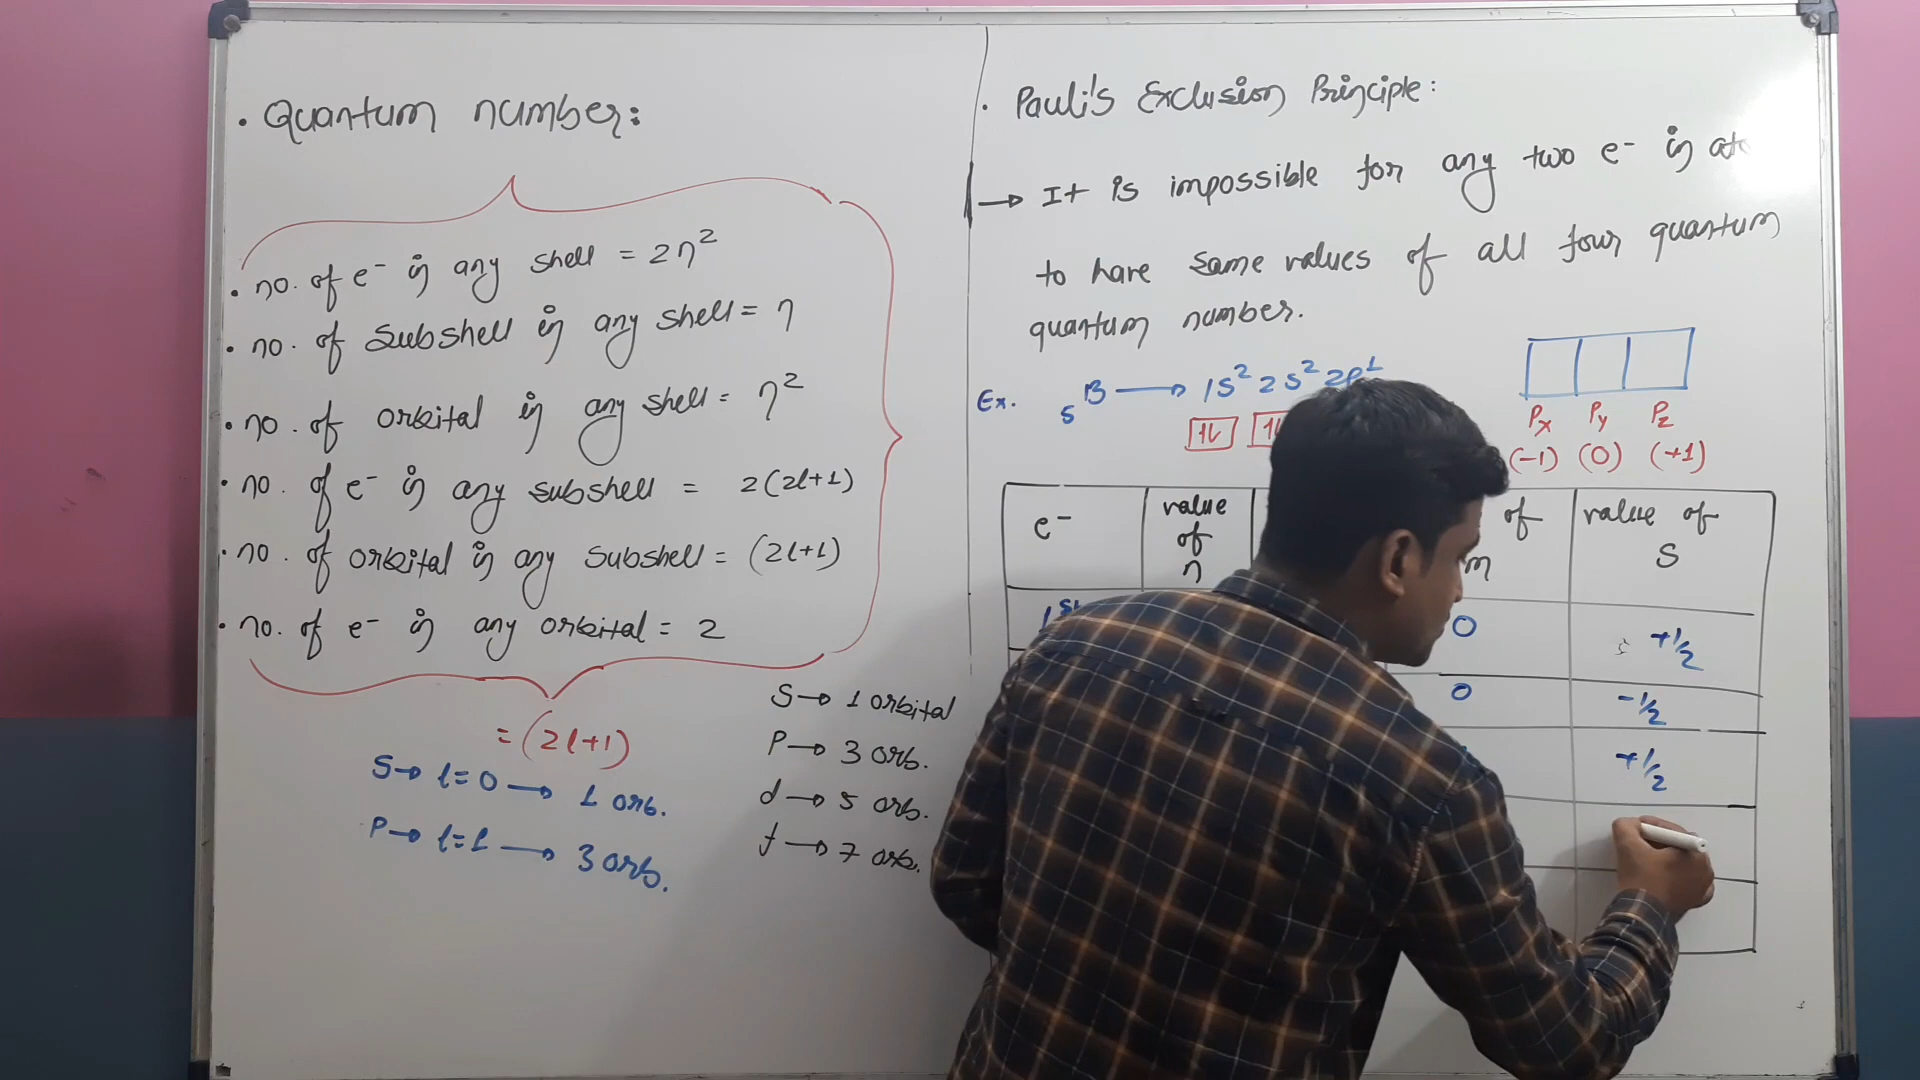 • Quantum number:
• no. of e⁻ in any shell = 2n²
• no. of subshell in any shell = n
• no. of orbital in any shell = n²
• no. of e⁻ in any subshell = 2(2l+1)
• no. of orbital in any subshell = (2l+1)
• no. of e⁻ in any orbital = 2
= (2l+1)
S → l=0 → 1 orb.
P → l=1 → 3 orb.
S → 1 orbital
P → 3 orb.
d → 5 orb.
f → 7 orb.
• Pauli's Exclusion Principle:
→ It is impossible for any two e⁻ in
to have same values of all four quantum
quantum number.
Ex. ₅B → 1s² 2s² 2p¹
1l
Px Py Pz
(-1) (0) (+1)
e⁻ value of n of m value of S
1st 0 +1/2
0 -1/2
+1/2